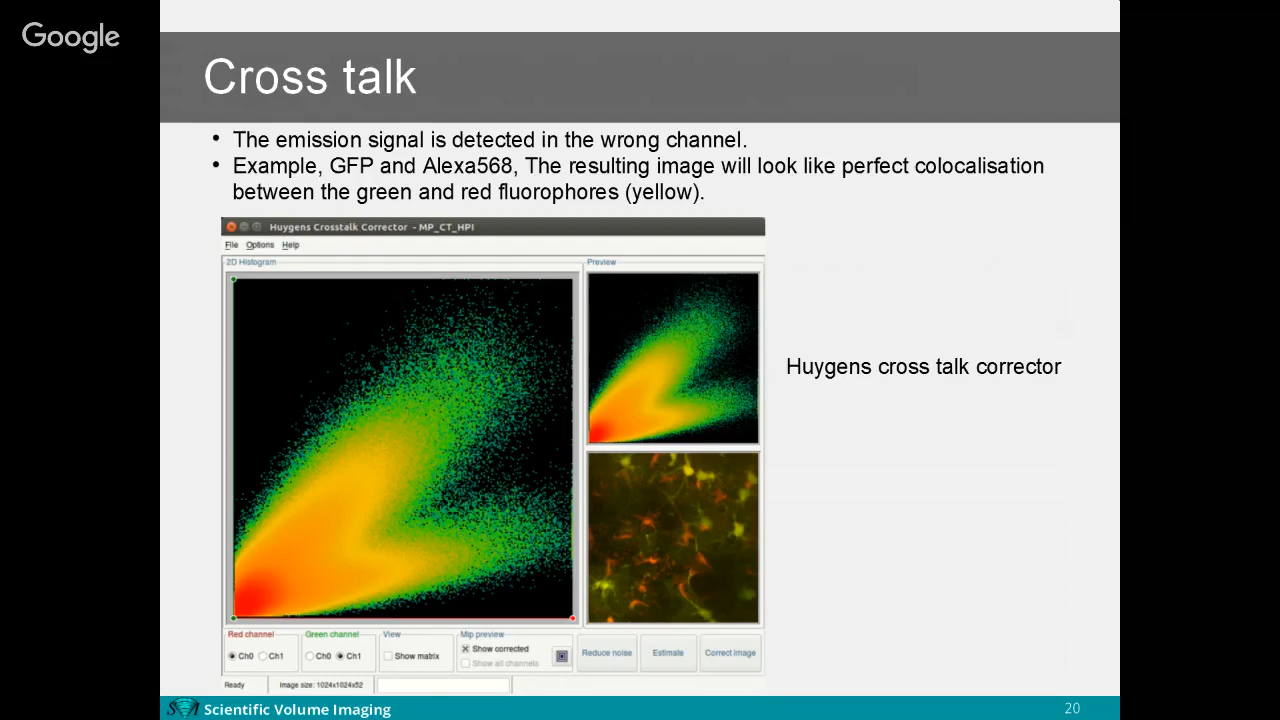 Google
Cross talk
• The emission signal is detected in the wrong channel.
• Example, GFP and Alexa568, The resulting image will look like perfect colocalisation
between the green and red fluorophores (yellow).
Huygens Crosstalk Corrector - MP_CT_HPI
File Options Help
2D Histogram
Preview
Huygens cross talk corrector
Red channel Green channel View Mip preview
Ch0 Ch1 Ch0 Ch1 Show matrix Show corrected Reduce noise Estimate Correct image
Show all channels
Ready Image size: 1024x1024x52
SVI Scientific Volume Imaging 20